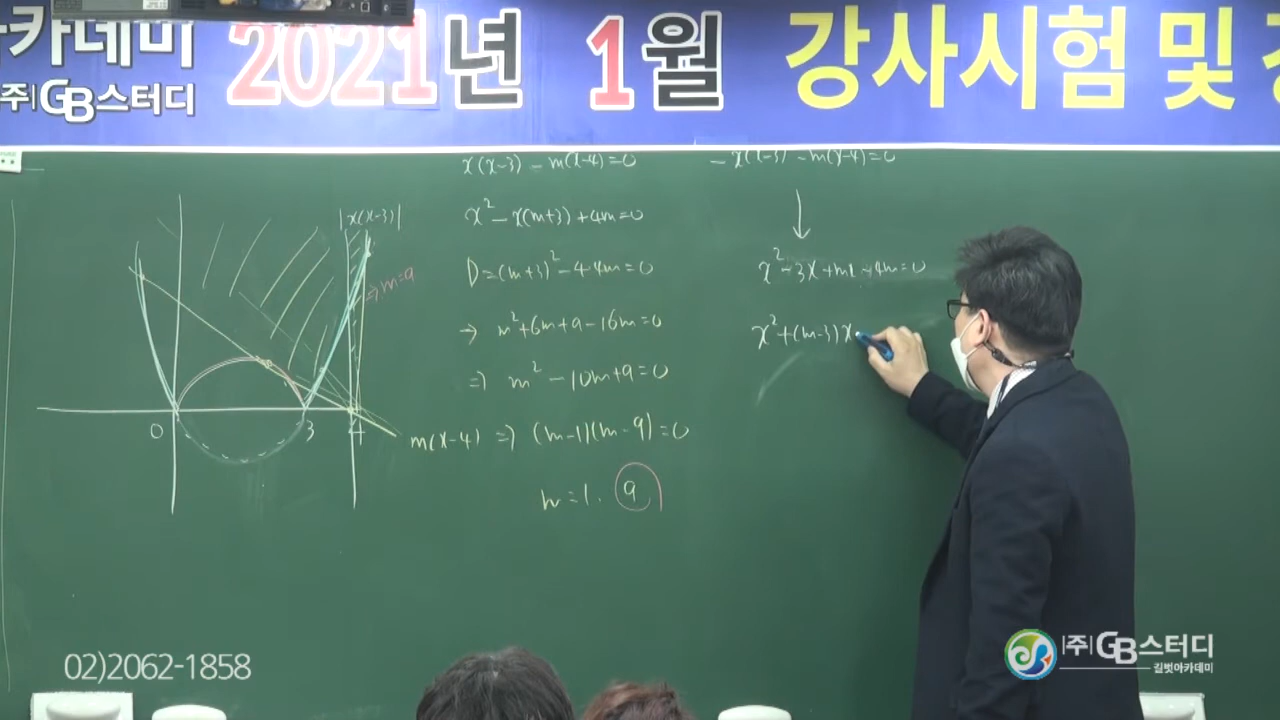 카데미
2021년 1월 강사시험 및
㈜GB스터디
x(x-3) - m(x-4)=0
x² - x(m+3) + 4m=0
D=(m+3)² - 4·4m=0
→ m²+6m+9-16m=0
⇒ m² - 10m+9=0
⇒ (m-1)(m-9)=0
m=1. 9
- x(x-3) - m(x-4)=0
↓
x² - 3x + mx - 4m=0
x²+(m-3)x
|x(x-3)|
⇒ m=9
0 3 4
m(x-4)
02)2062-1858
|주|GB스터디
길벗아카데미